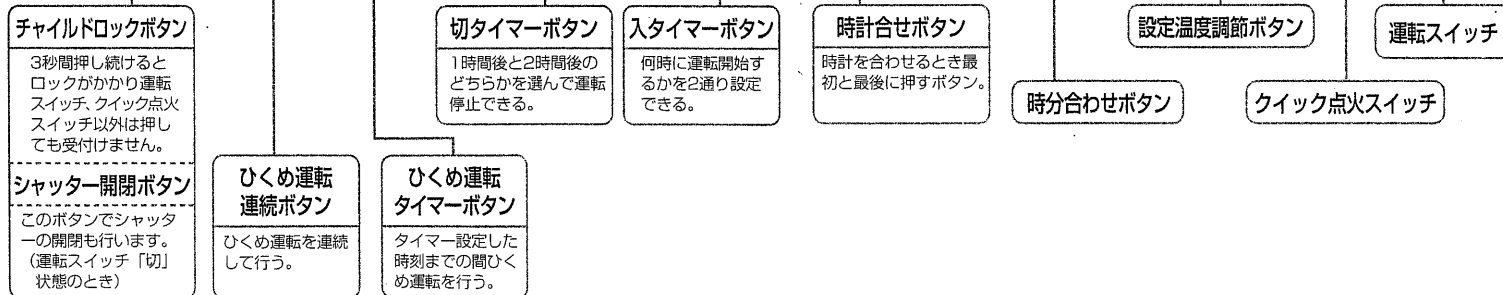 チャイルドロックボタン
3秒間押し続けると
ロックがかかり運転
スイッチ、クイック点火
スイッチ以外は押し
ても受付けません。
シャッター開閉ボタン
このボタンでシャッタ
ーの開閉も行います。
(運転スイッチ「切」
状態のとき)
ひくめ運転
連続ボタン
ひくめ運転を連続
して行う。
ひくめ運転
タイマーボタン
タイマー設定した
時刻までの間ひく
め運転を行う。
切タイマーボタン
1時間後と2時間後の
どちらかを選んで運転
停止できる。
入タイマーボタン
何時に運転開始す
るかを2通り設定
できる。
時計合せボタン
時計を合わせるとき最
初と最後に押すボタン。
時分合わせボタン
設定温度調節ボタン
クイック点火スイッチ
運転スイッチ